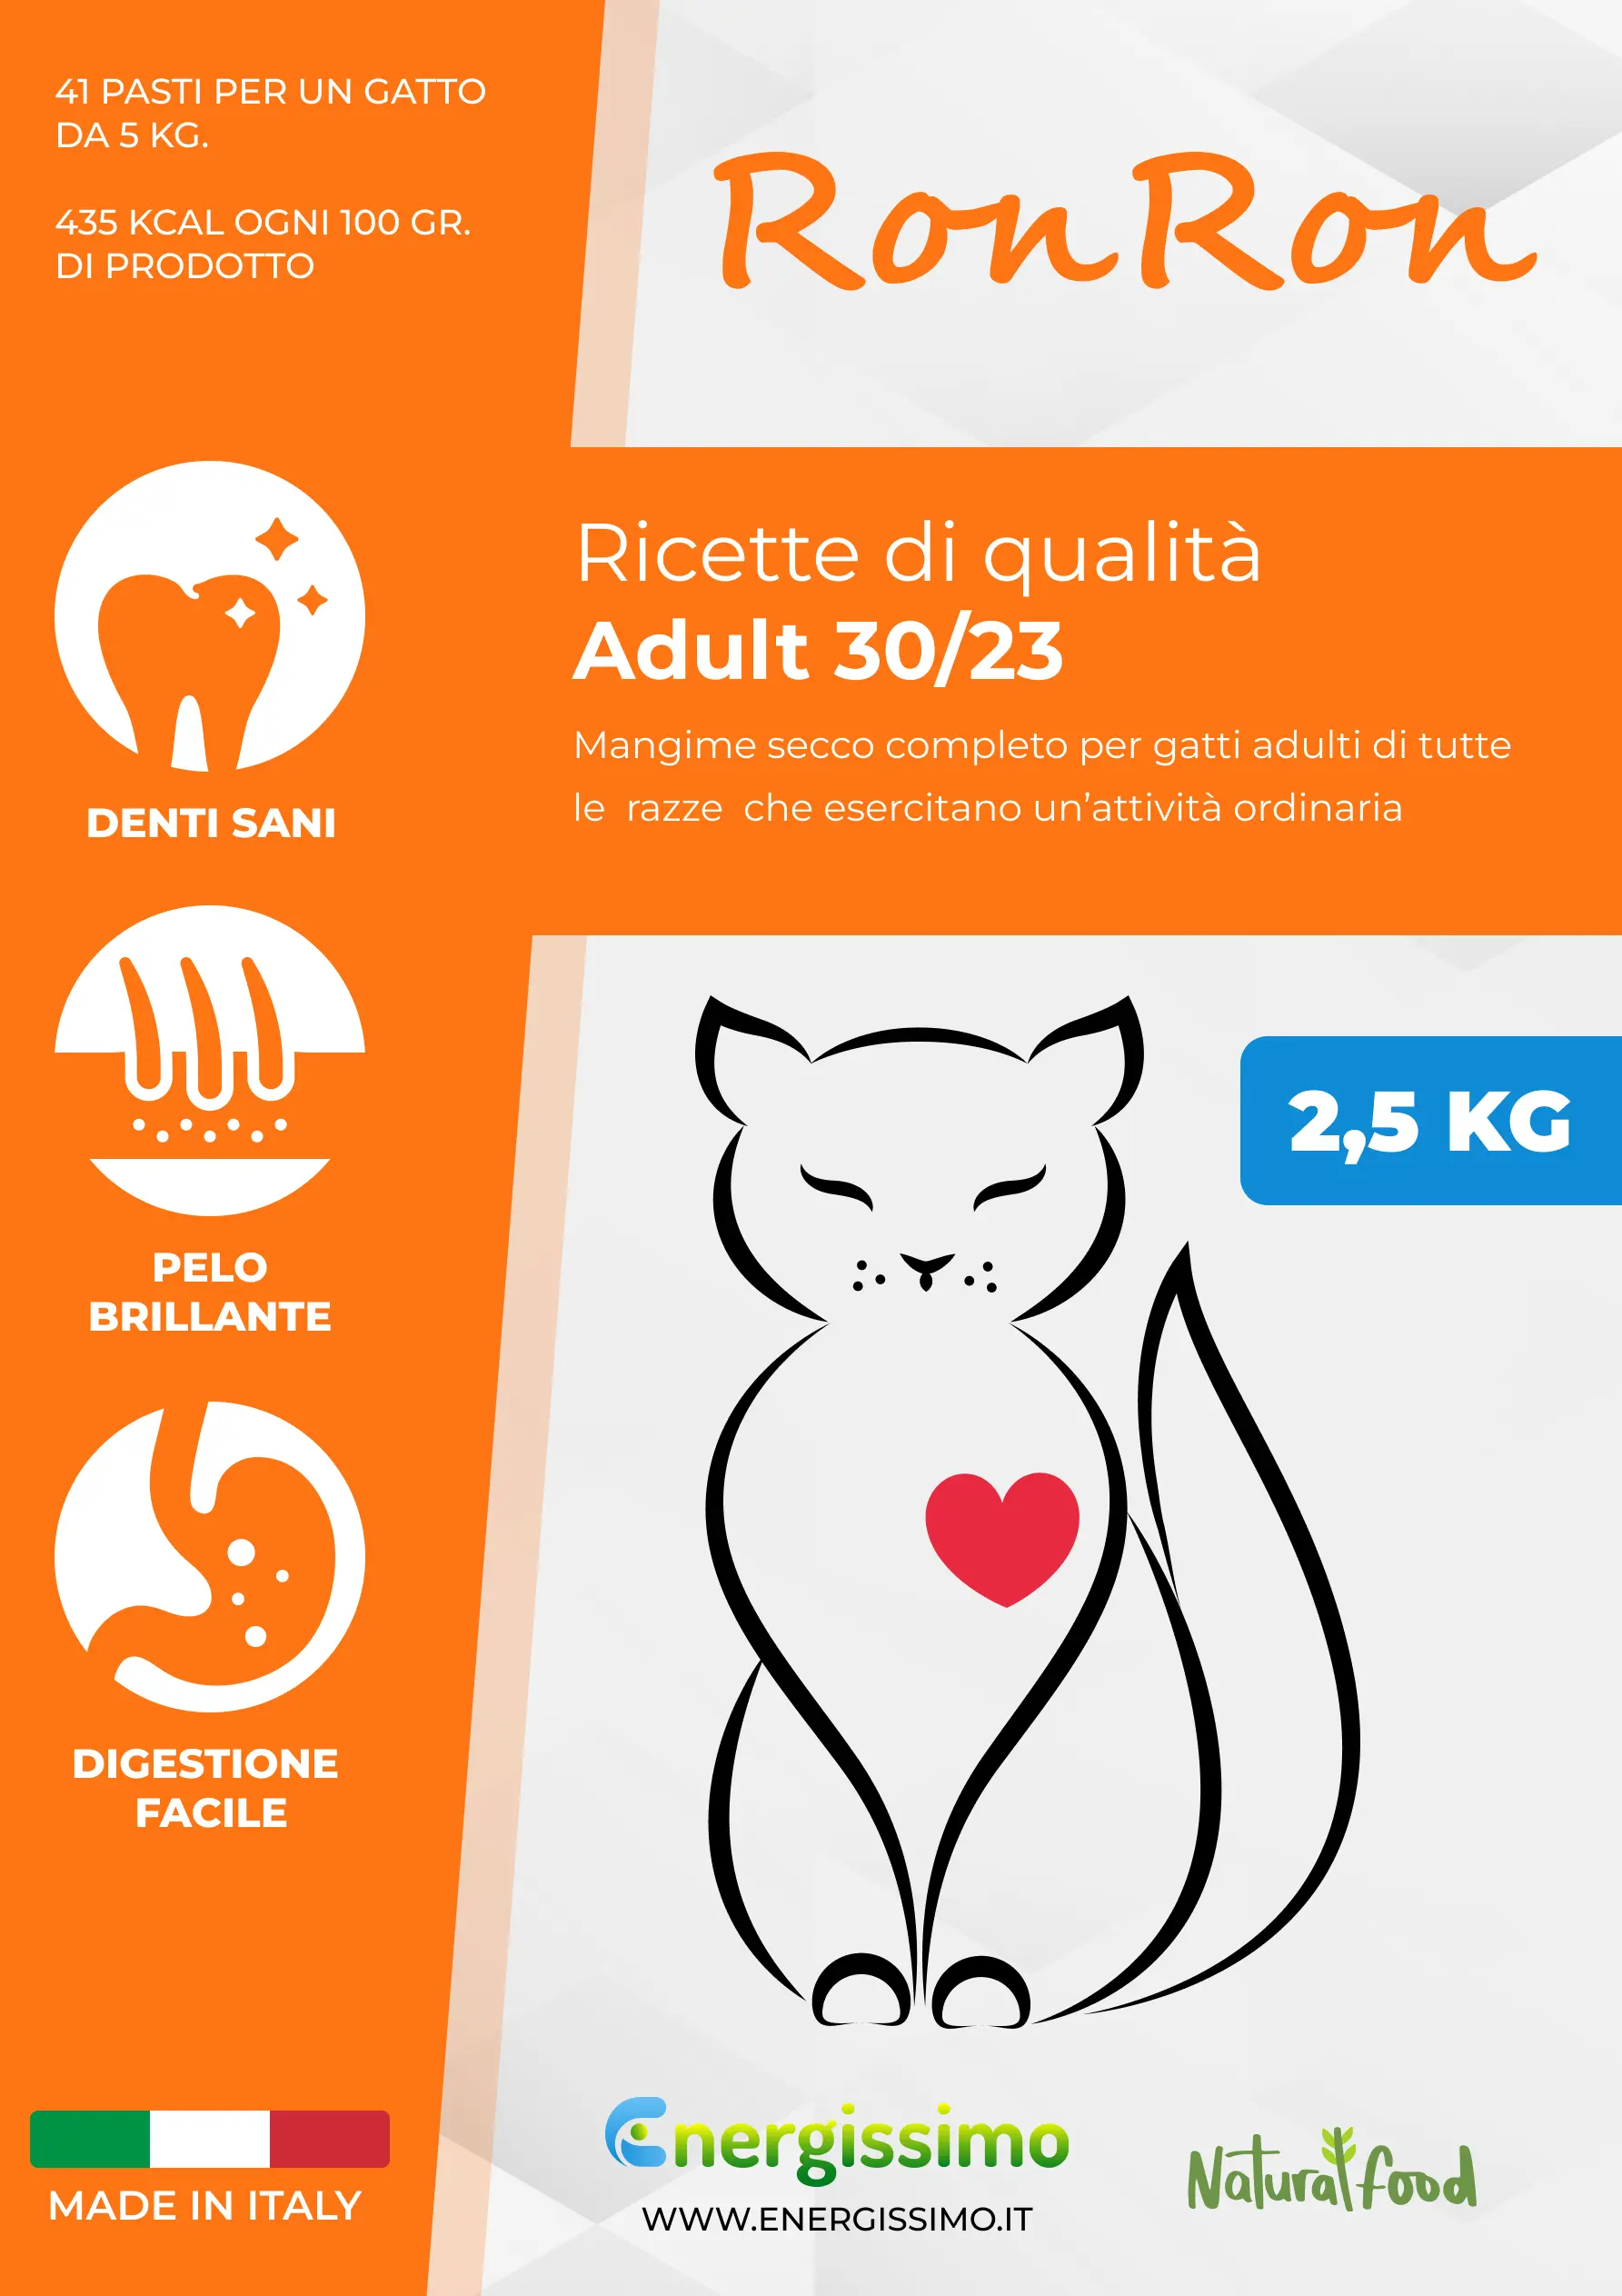 41 PASTI PER UN GATTO
DA 5 KG.
435 KCAL OGNI 100 GR.
DI PRODOTTO
RonRon
Ricette di qualità
Adult 30/23
Mangime secco completo per gatti adulti di tutte
le razze che esercitano un’attività ordinaria
DENTI SANI
PELO
BRILLANTE
DIGESTIONE
FACILE
2,5 KG
MADE IN ITALY
Energissimo
WWW.ENERGISSIMO.IT
Natural food